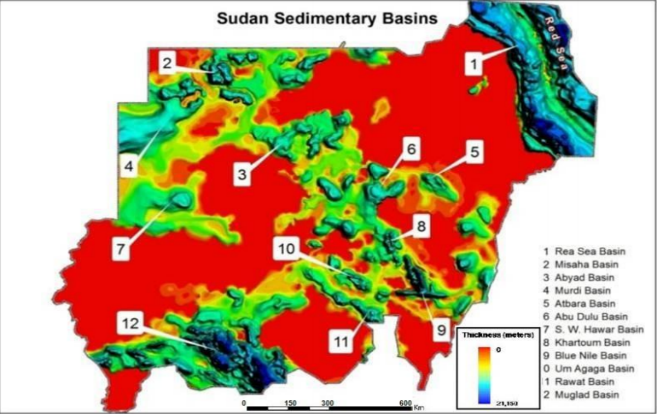 Sudan Sedimentary Basins
Red Sea
1
2
3
4
5
6
7
8
9
10
11
12
1 Rea Sea Basin
2 Misaha Basin
3 Abyad Basin
4 Murdi Basin
5 Atbara Basin
6 Abu Dulu Basin
7 S. W. Hawar Basin
8 Khartoum Basin
9 Blue Nile Basin
0 Um Agaga Basin
1 Rawat Basin
2 Muglad Basin
Thickness (meters)
0
0 150 300 600 Km